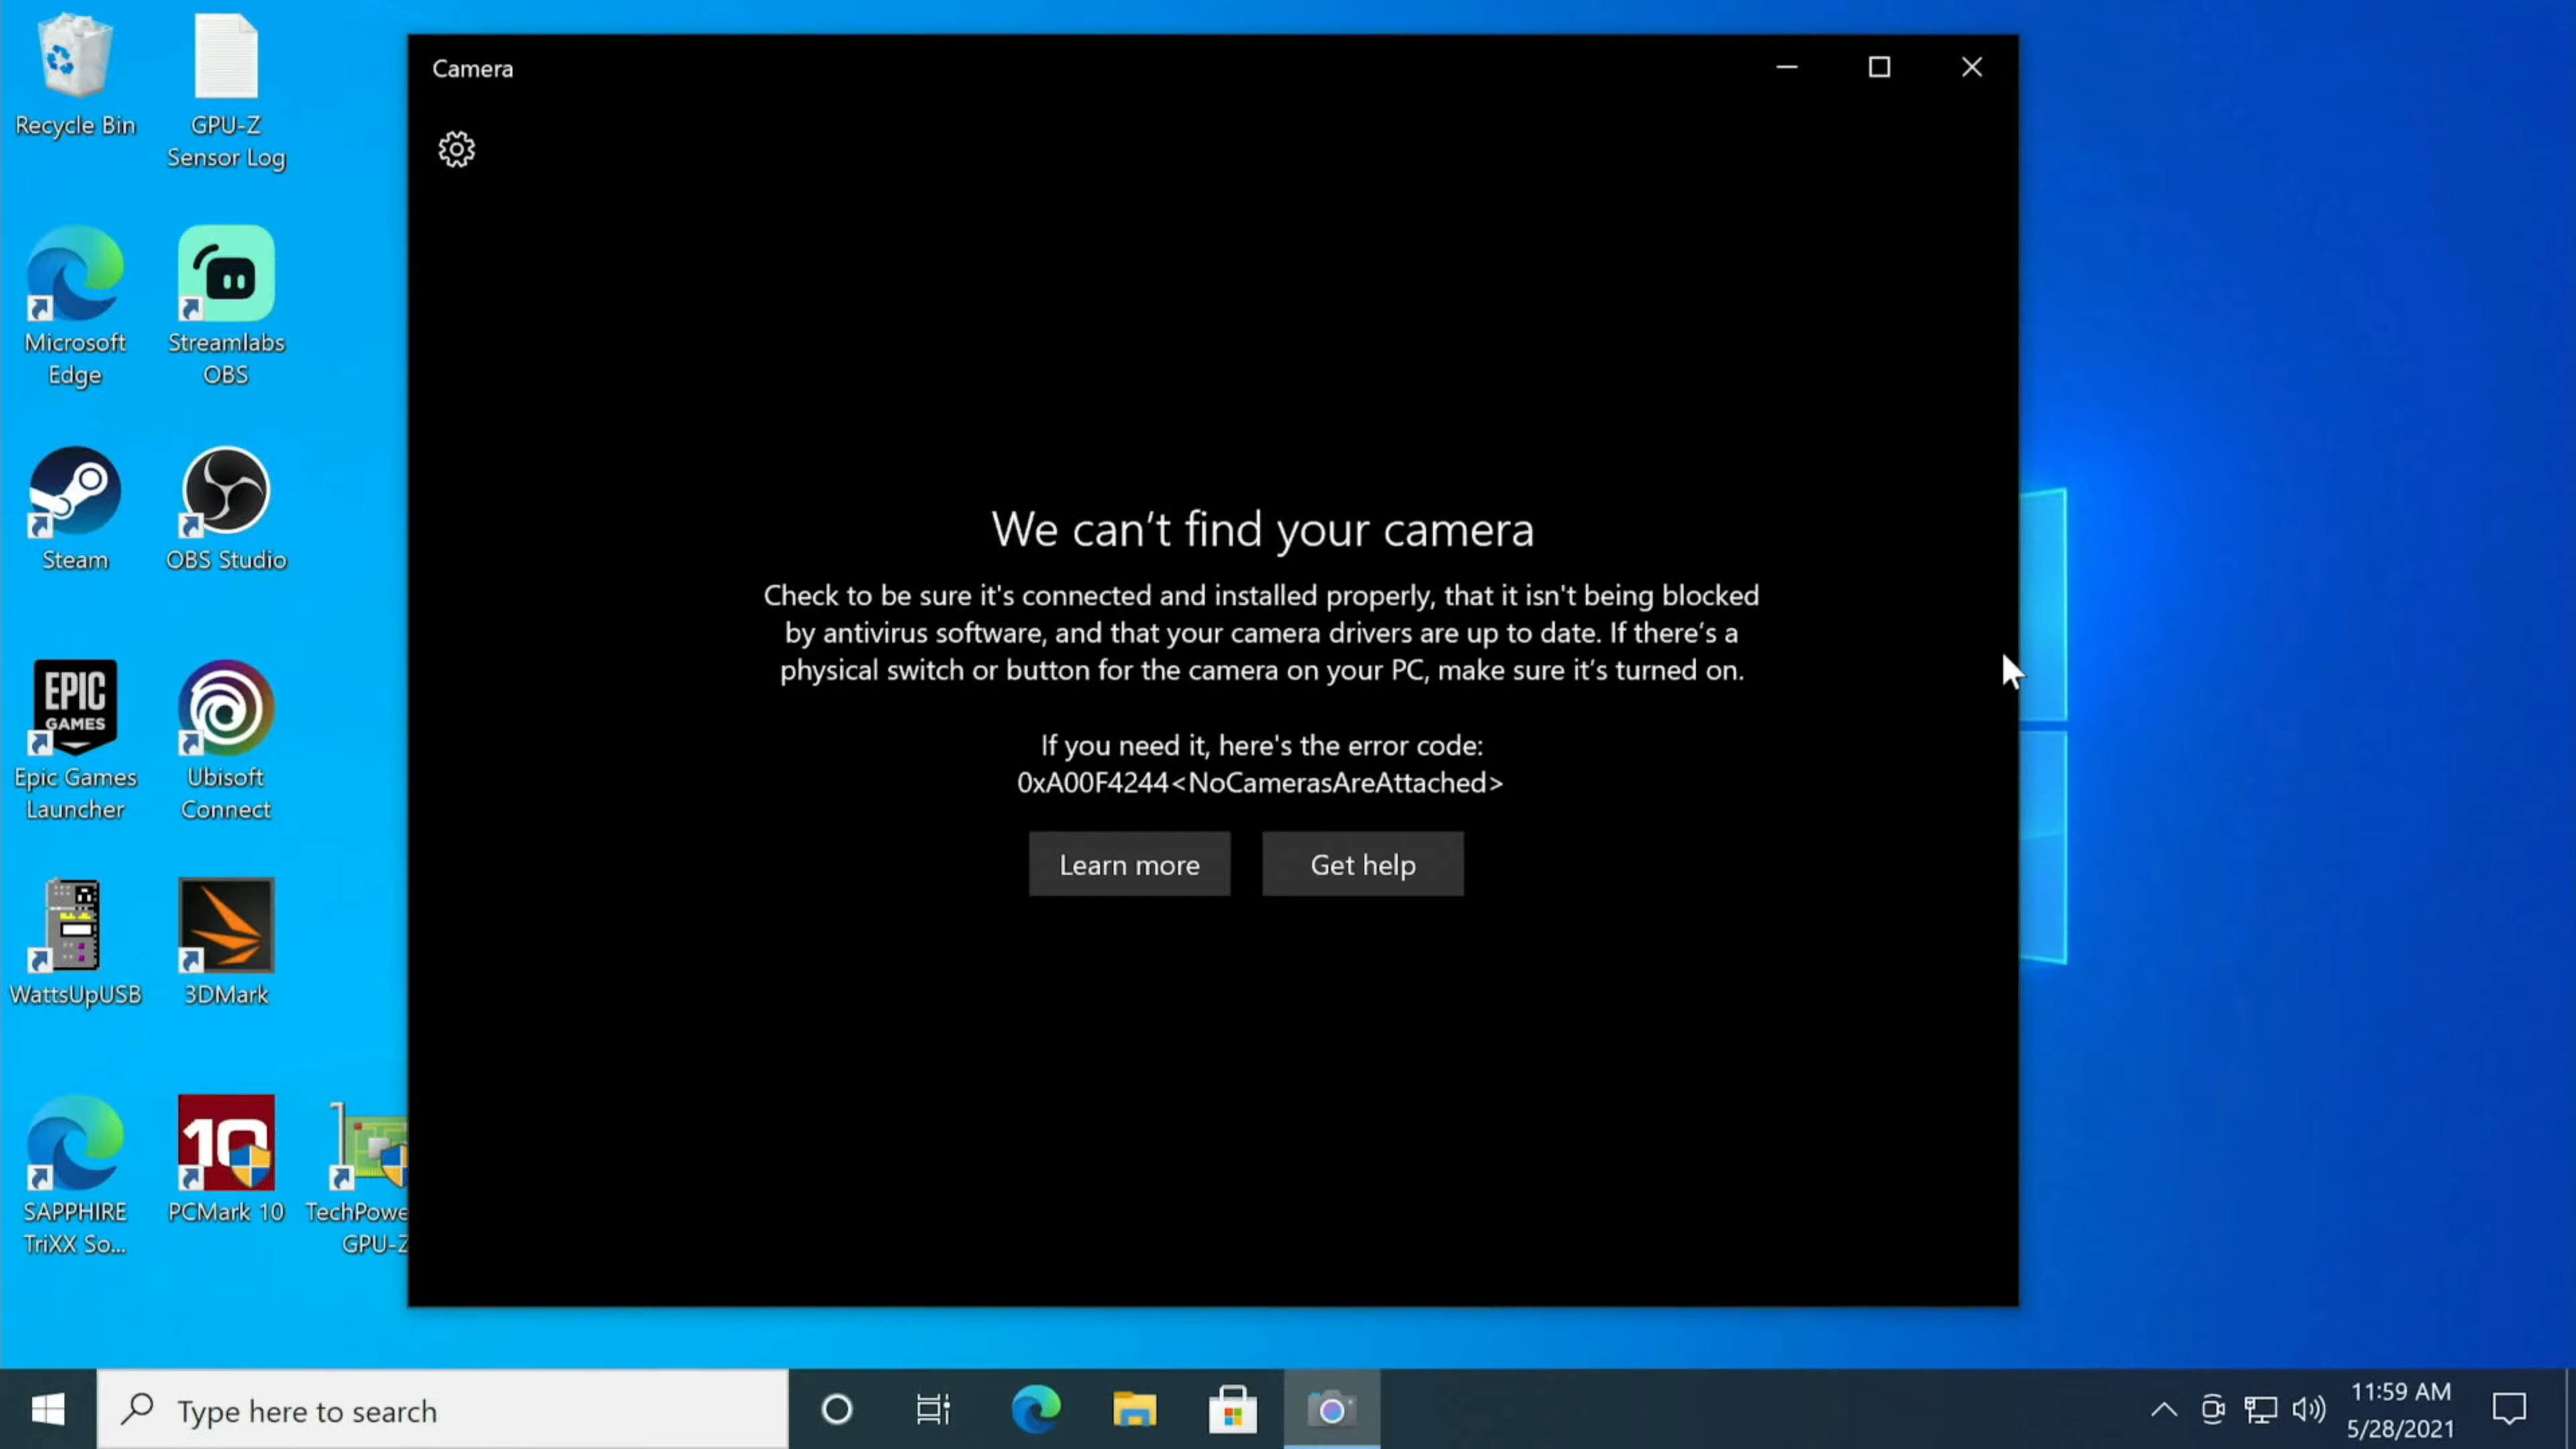 Recycle Bin
GPU-Z
Sensor Log
Microsoft
Edge
Streamlabs
OBS
Steam
OBS Studio
EPIC
GAMES
Epic Games
Launcher
Ubisoft
Connect
WattsUpUSB
3DMark
10
SAPPHIRE
TriXX So...
PCMark 10
TechPowe
GPU-Z
Camera
We can’t find your camera
Check to be sure it's connected and installed properly, that it isn't being blocked
by antivirus software, and that your camera drivers are up to date. If there’s a
physical switch or button for the camera on your PC, make sure it’s turned on.
If you need it, here's the error code:
0xA00F4244<NoCamerasAreAttached>
Learn more
Get help
Type here to search
11:59 AM
5/28/2021